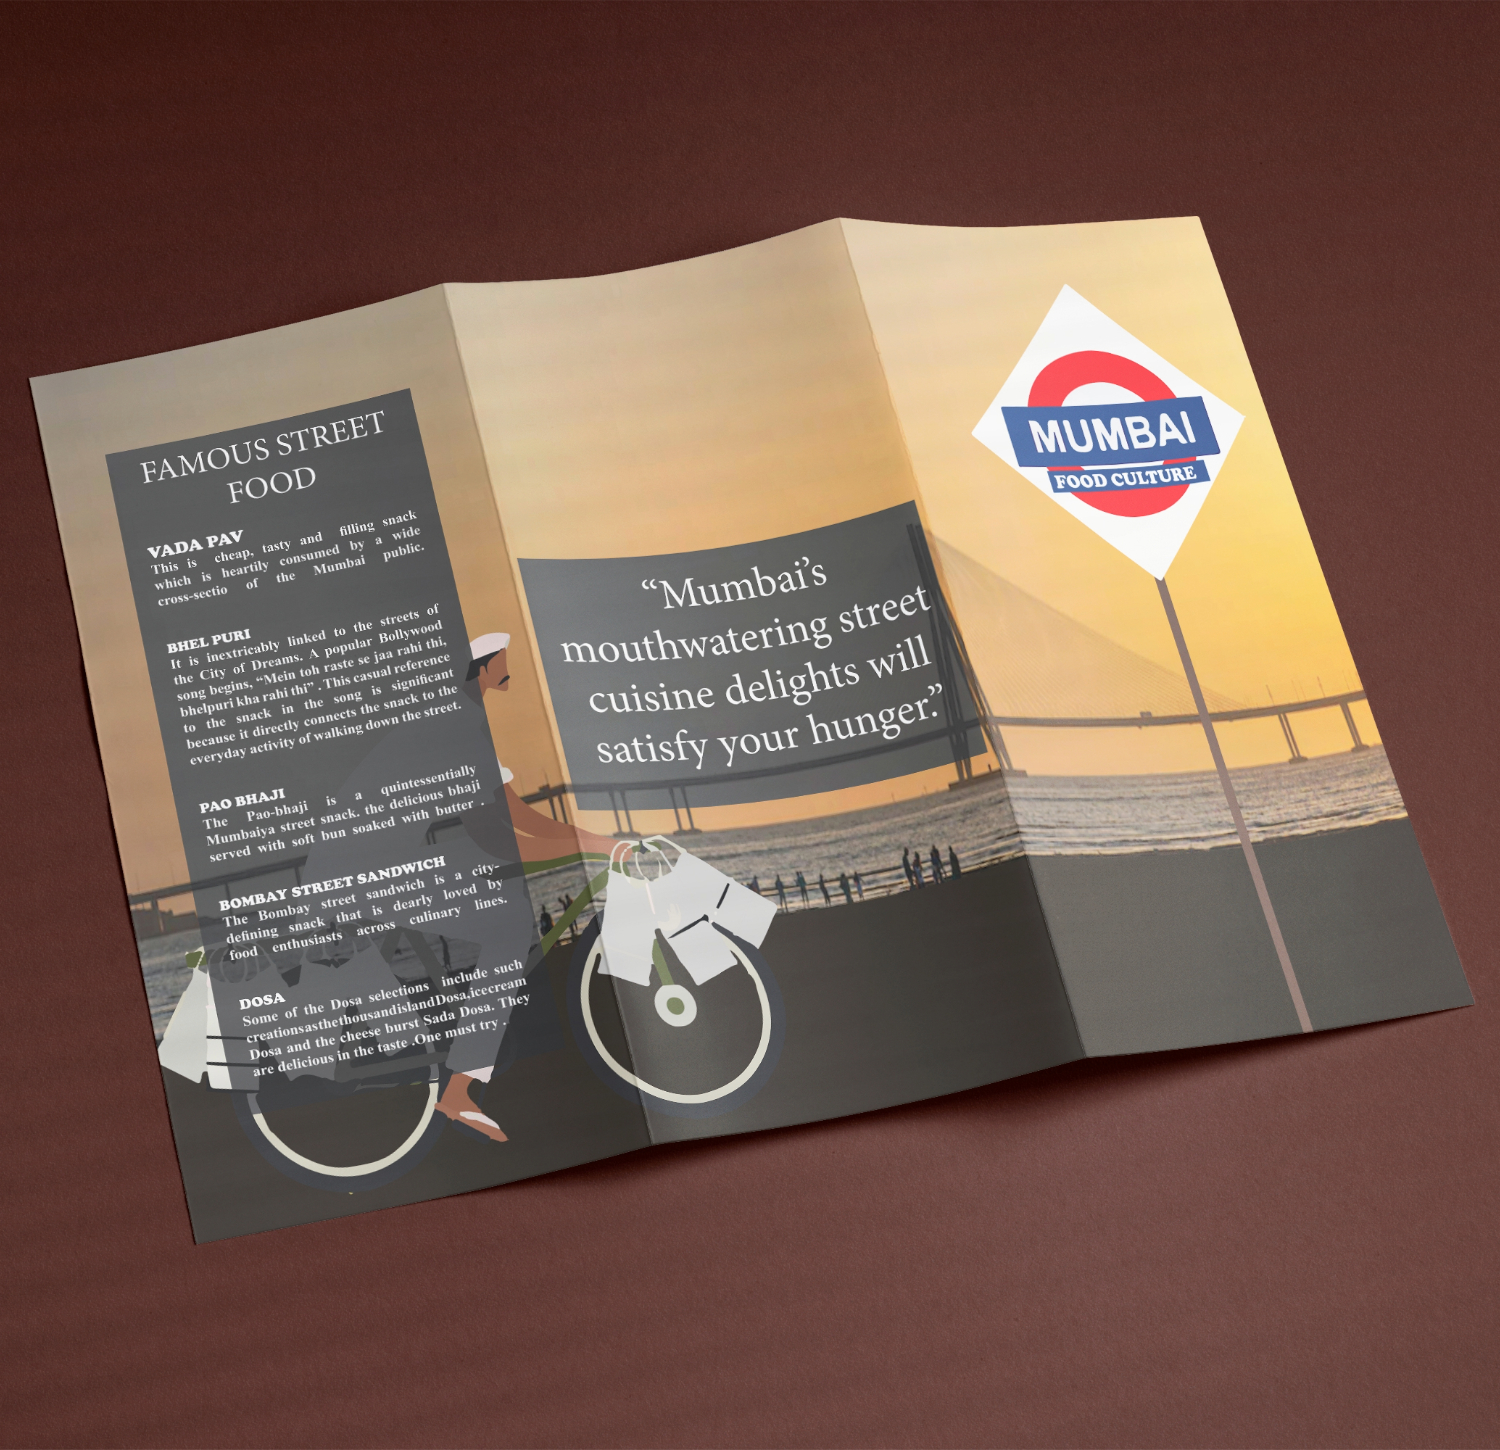 FAMOUS STREET
FOOD
VADA PAV
This is cheap, tasty and filling snack
which is heartily consumed by a wide
cross-sectio of the Mumbai public.
BHEL PURI
It is inextricably linked to the streets of
the City of Dreams. A popular Bollywood
song begins, “Mein toh raste se jaa rahi thi,
bhelpuri kha rahi thi” . This casual reference
to the snack in the song is significant
because it directly connects the snack to the
everyday activity of walking down the street.
PAO BHAJI
The Pao-bhaji is a quintessentially
Mumbaiya street snack. the delicious bhaji
served with soft bun soaked with butter .
BOMBAY STREET SANDWICH
The Bombay street sandwich is a city-
defining snack that is dearly loved by
food enthusiasts across culinary lines.
DOSA
Some of the Dosa selections include such
creationsasthethousandislandDosa,icecream
Dosa and the cheese burst Sada Dosa. They
are delicious in the taste .One must try .
“Mumbai’s
mouthwatering street
cuisine delights will
satisfy your hunger.”
MUMBAI
FOOD CULTURE